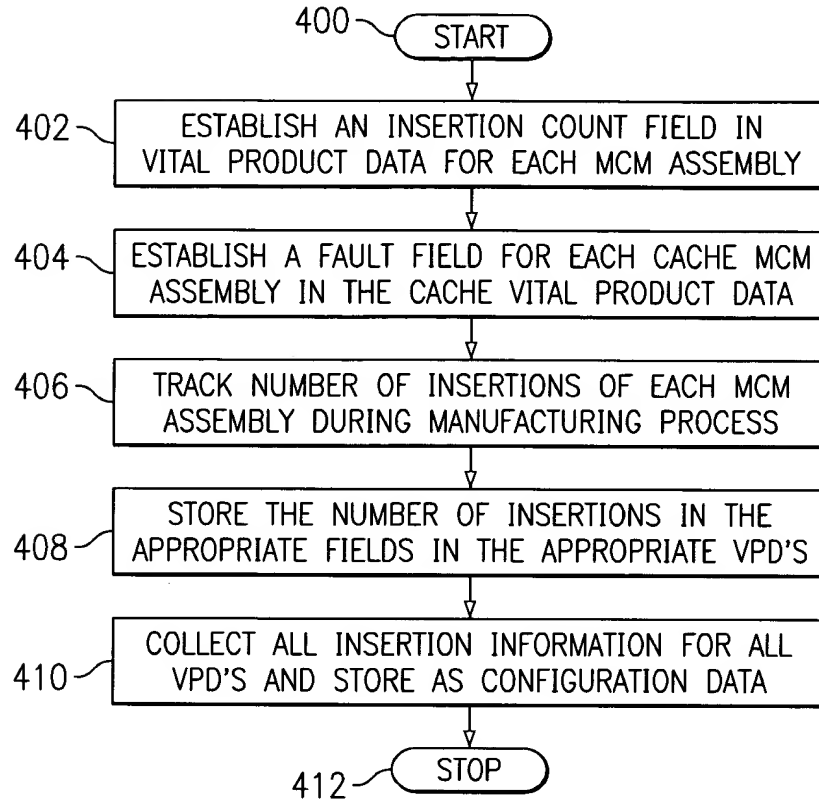 400
START
402
ESTABLISH AN INSERTION COUNT FIELD IN
VITAL PRODUCT DATA FOR EACH MCM ASSEMBLY
404
ESTABLISH A FAULT FIELD FOR EACH CACHE MCM
ASSEMBLY IN THE CACHE VITAL PRODUCT DATA
406
TRACK NUMBER OF INSERTIONS OF EACH MCM
ASSEMBLY DURING MANUFACTURING PROCESS
408
STORE THE NUMBER OF INSERTIONS IN THE
APPROPRIATE FIELDS IN THE APPROPRIATE VPD'S
410
COLLECT ALL INSERTION INFORMATION FOR ALL
VPD'S AND STORE AS CONFIGURATION DATA
412
STOP